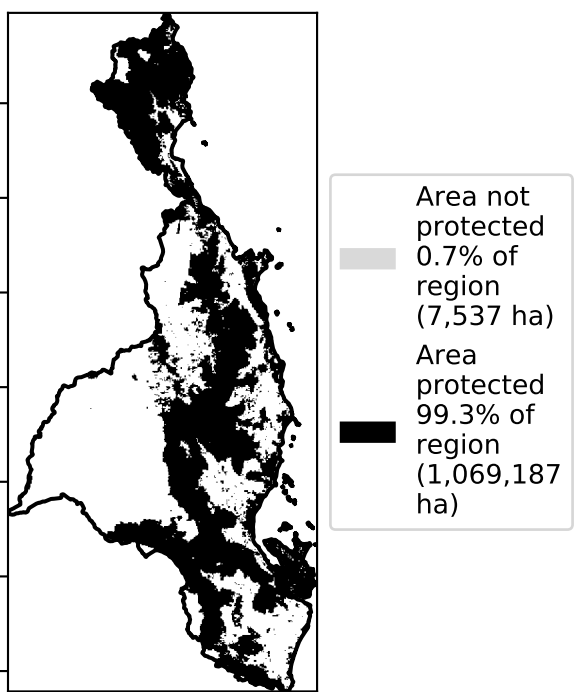 Area not
protected
0.7% of
region
(7,537 ha)
Area
protected
99.3% of
region
(1,069,187
ha)